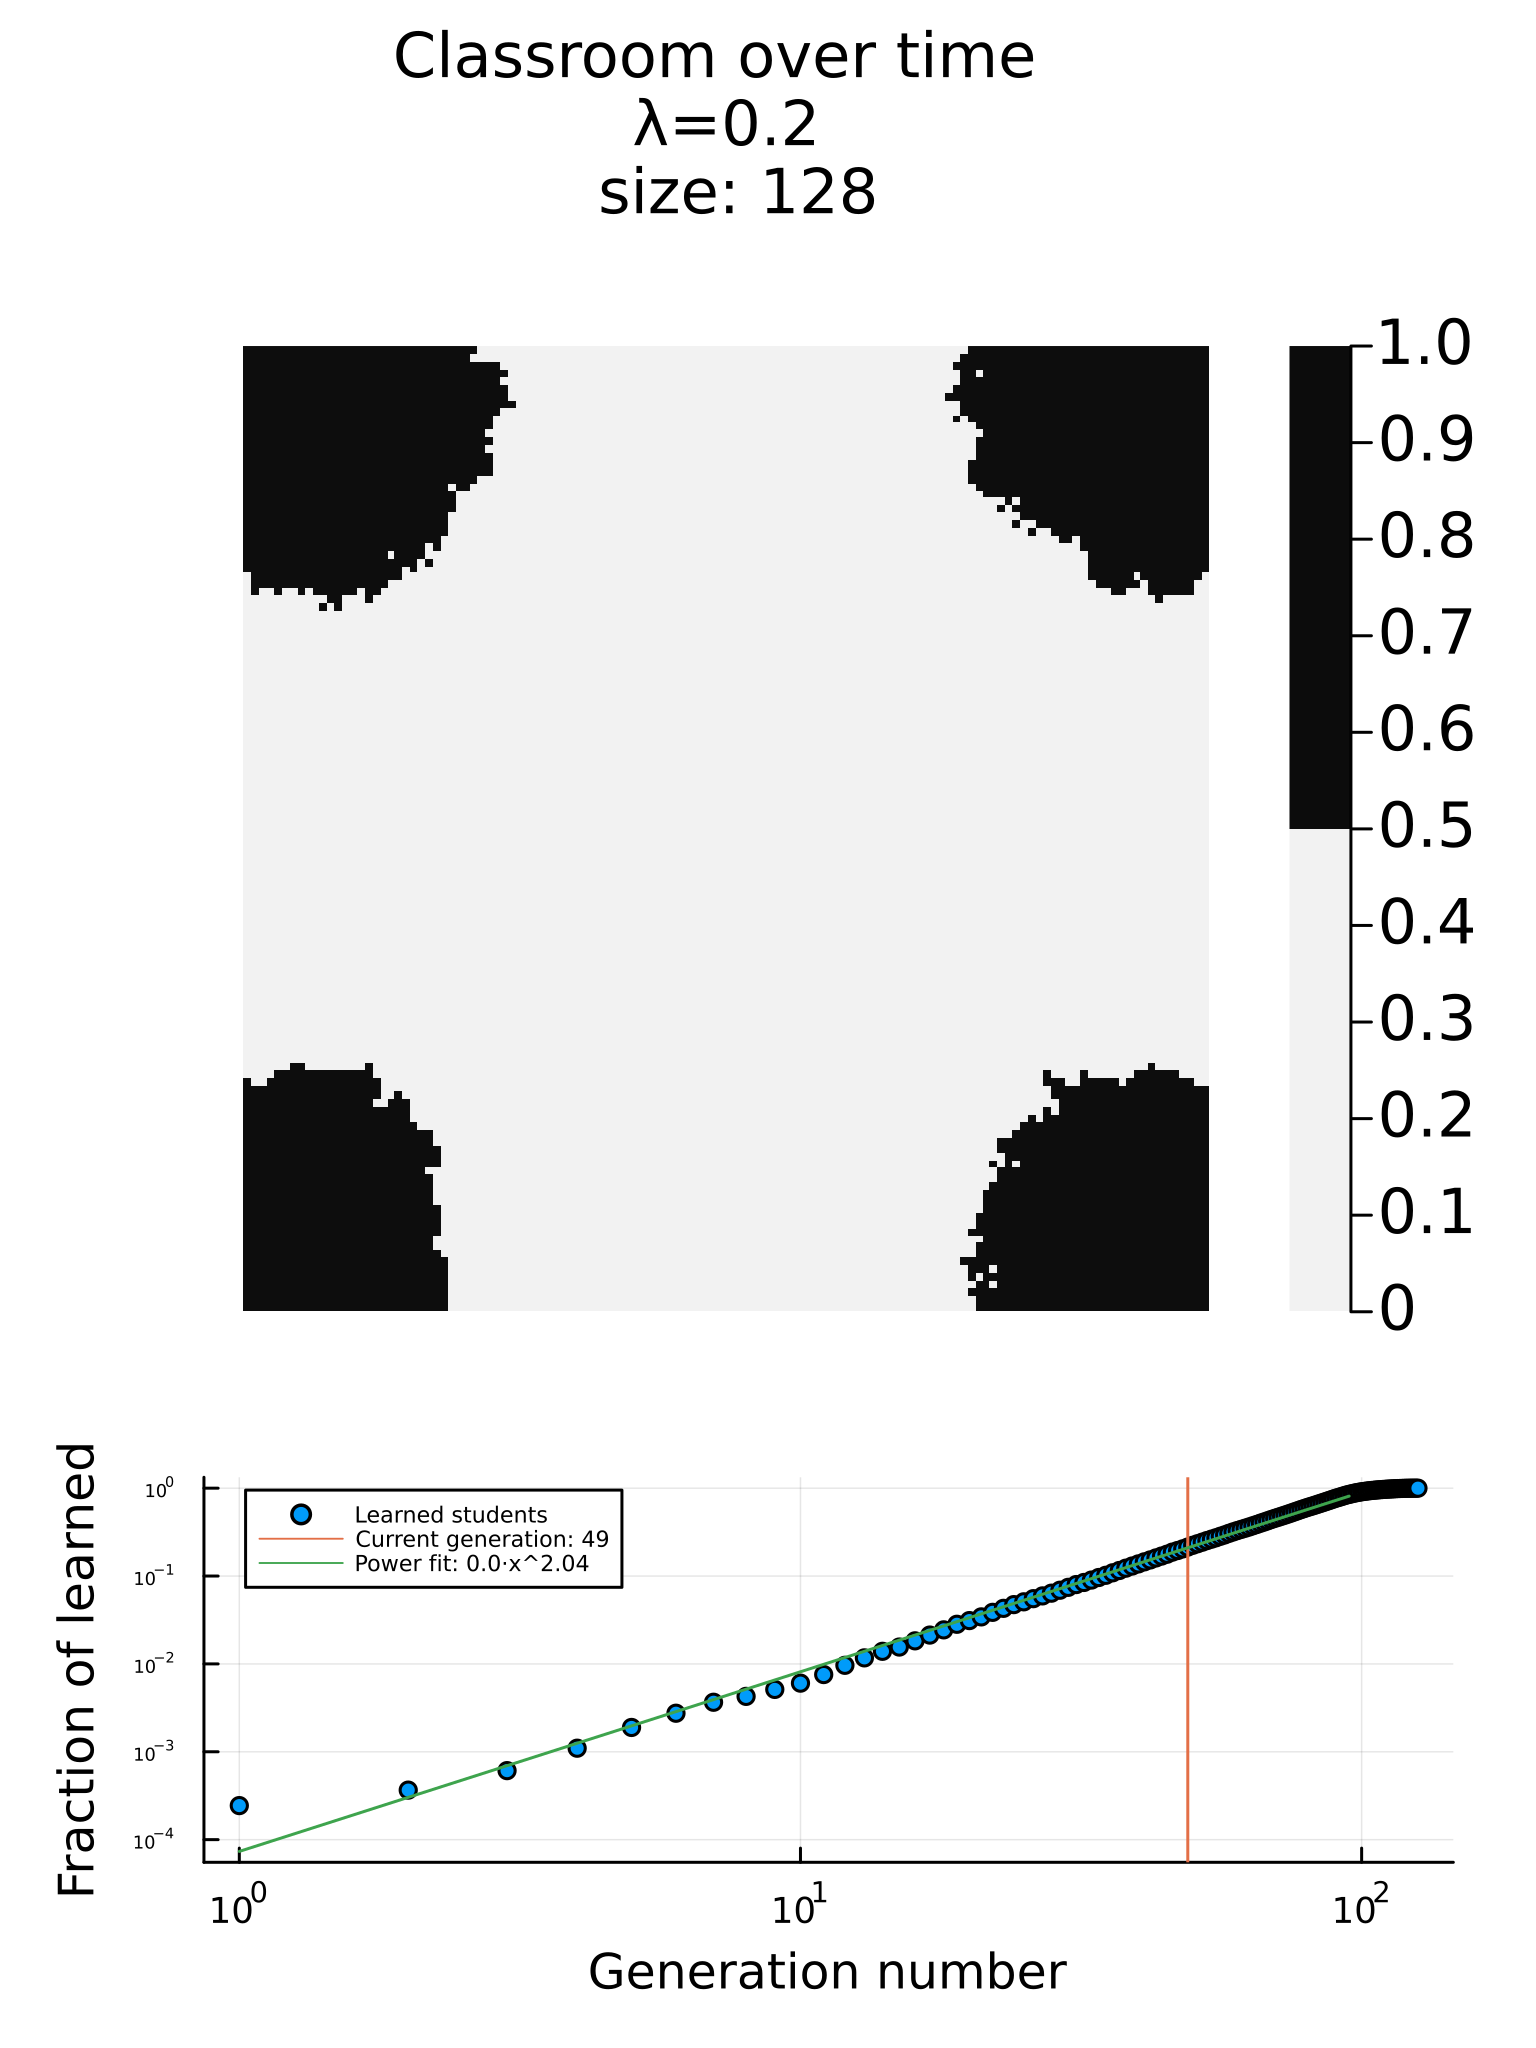 Classroom over time
λ=0.2
size: 128
1.0
0.9
0.8
0.7
0.6
0.5
0.4
0.3
0.2
0.1
0
Fraction of learned
10^0
10^-1
10^-2
10^-3
10^-4
Learned students
Current generation: 49
Power fit: 0.0·x^2.04
10^0 10^1 10^2
Generation number